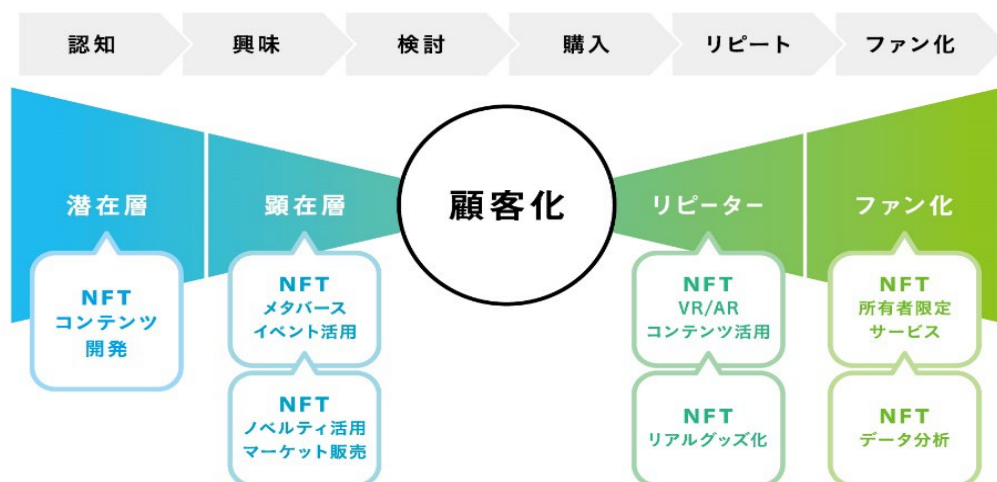 認知
興味
検討
購入
リピート
ファン化
潜在層
顕在層
顧客化
リピーター
ファン化
NFT
コンテンツ
開発
NFT
メタバース
イベント活用
NFT
ノベルティ活用
マーケット販売
NFT
VR/AR
コンテンツ活用
NFT
リアルグッズ化
NFT
所有者限定
サービス
NFT
データ分析